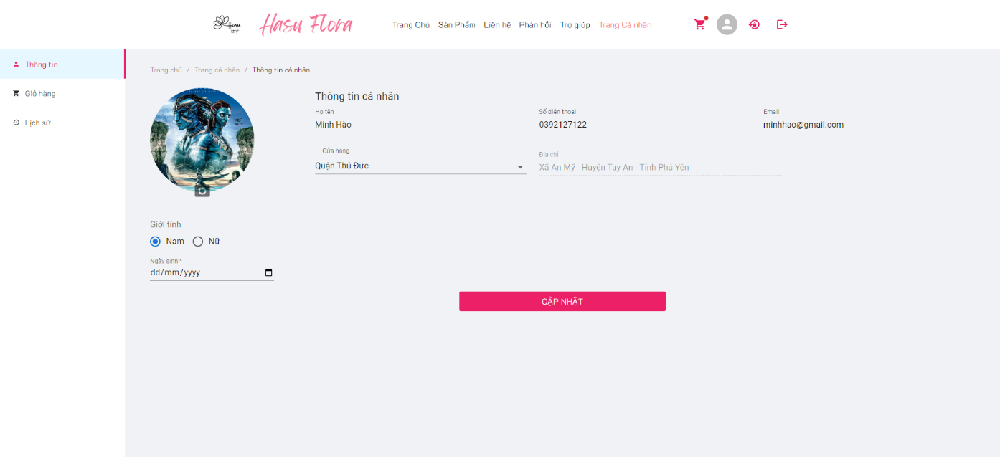 Hasu
Hasu Flora
Trang Chủ Sản Phẩm Liên hệ Phản hồi Trợ giúp Trang Cá nhân
Thông tin
Giỏ hàng
Lịch sử
Trang chủ / Trang cá nhân / Thông tin cá nhân
Thông tin cá nhân
Họ tên
Minh Hào
Số điện thoại
0392127122
Email
minhhao@gmail.com
Cửa hàng
Quận Thủ Đức
Địa chỉ
Xã An Mỹ - Huyện Tuy An - Tỉnh Phú Yên
Giới tính
Nam Nữ
Ngày sinh *
dd/mm/yyyy
CẬP NHẬT